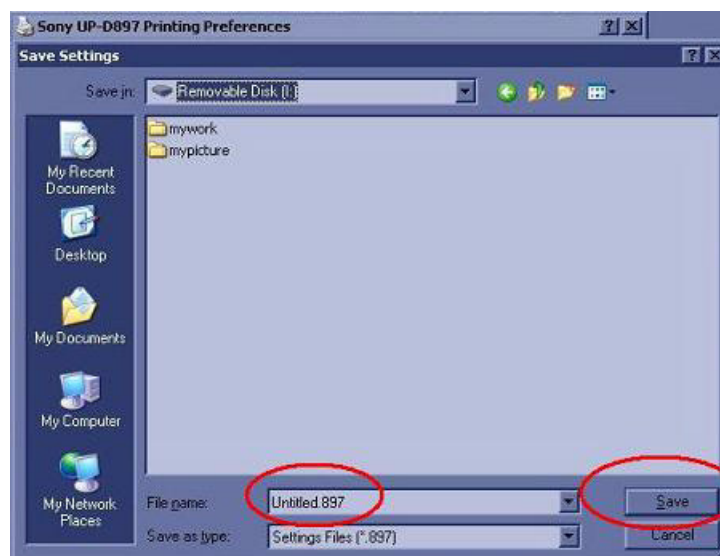 Sony UP-D897 Printing Preferences
Save Settings
Save in:
Removable Disk (I:)
mywork
mypicture
My Recent
Documents
Desktop
My Documents
My Computer
My Network
Places
File name:
Untitled.897
Save
Save as type:
Settings Files (*.897)
Cancel